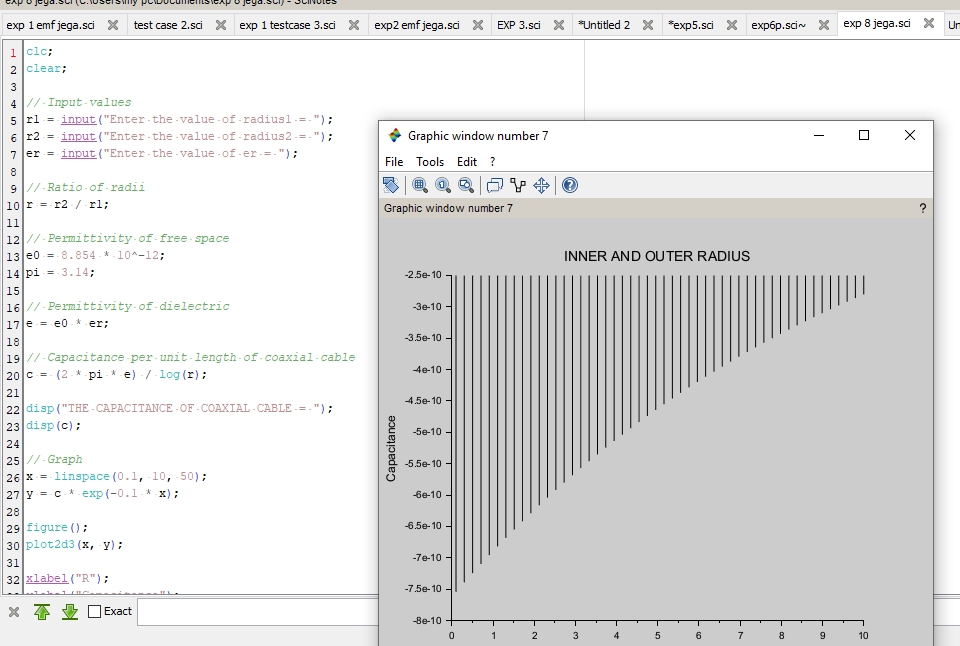 exp 8 jega.sci (C:\Users\my pc\Documents\exp 8 jega.sci) - SciNotes
exp 1 emf jega.sci
test case 2.sci
exp 1 testcase 3.sci
exp2 emf jega.sci
EXP 3.sci
*Untitled 2
*exp5.sci
exp6p.sci~
exp 8 jega.sci
Un
1 clc;
2 clear;
3
4 // Input values
5 r1 = input("Enter the value of radius1 = ");
6 r2 = input("Enter the value of radius2 = ");
7 er = input("Enter the value of er = ");
8
9 // Ratio of radii
10 r = r2 / r1;
11
12 // Permittivity of free space
13 e0 = 8.854 * 10^-12;
14 pi = 3.14;
15
16 // Permittivity of dielectric
17 e = e0 * er;
18
19 // Capacitance per unit length of coaxial cable
20 c = (2 * pi * e) / log(r);
21
22 disp("THE CAPACITANCE OF COAXIAL CABLE = ");
23 disp(c);
24
25 // Graph
26 x = linspace(0.1, 10, 50);
27 y = c * exp(-0.1 * x);
28
29 figure();
30 plot2d3(x, y);
31
32 xlabel("R");
Exact
Graphic window number 7
File Tools Edit ?
Graphic window number 7 ?
INNER AND OUTER RADIUS
-2.5e-10
-3e-10
-3.5e-10
-4e-10
-4.5e-10
-5e-10
-5.5e-10
-6e-10
-6.5e-10
-7e-10
-7.5e-10
-8e-10
Capacitance
0 1 2 3 4 5 6 7 8 9 10